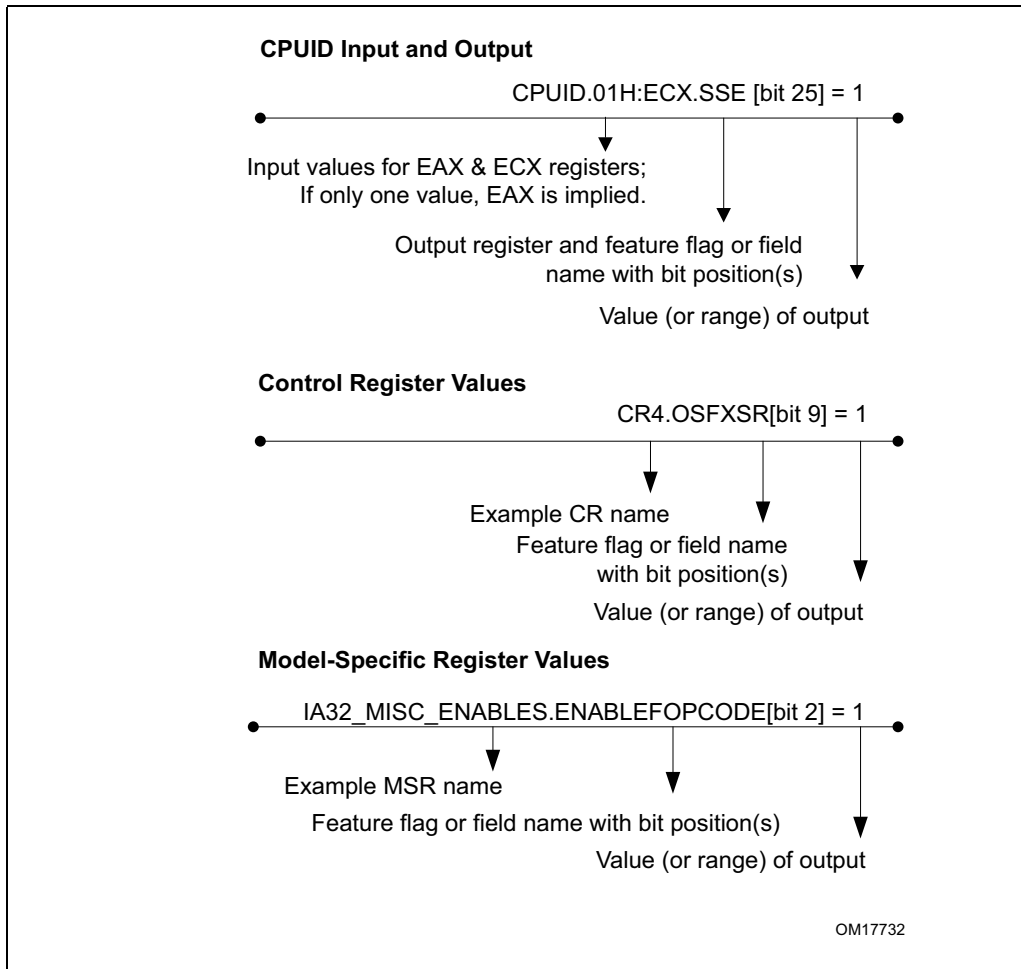 CPUID Input and Output
CPUID.01H:ECX.SSE [bit 25] = 1
Input values for EAX & ECX registers;
If only one value, EAX is implied.
Output register and feature flag or field
name with bit position(s)
Value (or range) of output
Control Register Values
CR4.OSFXSR[bit 9] = 1
Example CR name
Feature flag or field name
with bit position(s)
Value (or range) of output
Model-Specific Register Values
IA32_MISC_ENABLES.ENABLEFOPCODE[bit 2] = 1
Example MSR name
Feature flag or field name with bit position(s)
Value (or range) of output
OM17732